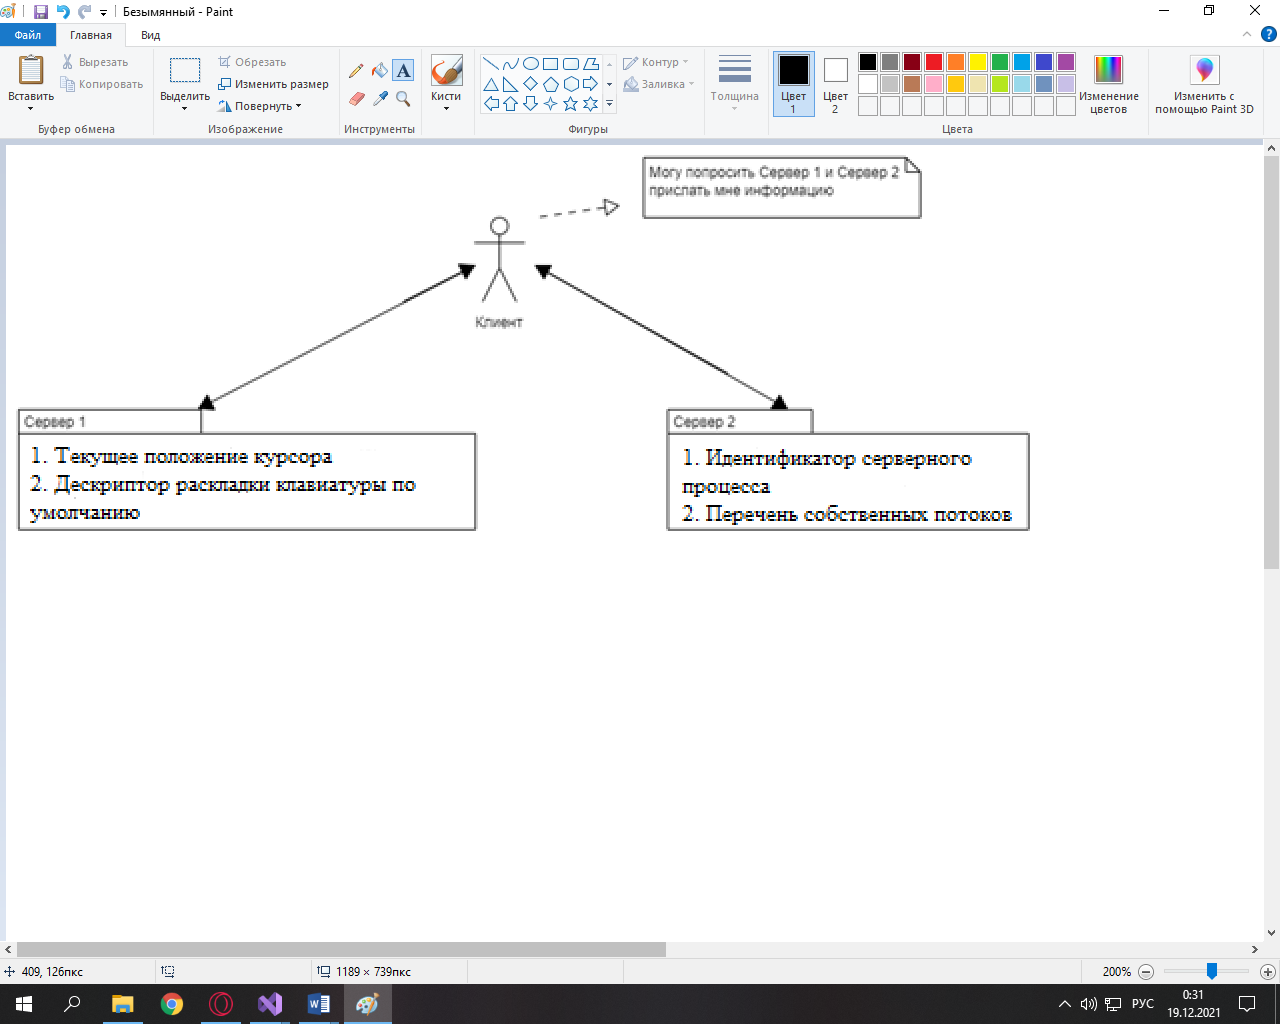 Безымянный - Paint
Файл
Главная
Вид
Вставить
Вырезать
Копировать
Буфер обмена
Выделить
Обрезать
Изменить размер
Повернуть
Изображение
A
Инструменты
Кисти
Контур
Заливка
Фигуры
Толщина
Цвет
1
Цвет
2
Цвета
Изменение
цветов
Изменить с
помощью Paint 3D
Могу попросить Сервер 1 и Сервер 2
прислать мне информацию
Клиент
Сервер 1
1. Текущее положение курсора
2. Дескриптор раскладки клавиатуры по
умолчанию
Сервер 2
1. Идентификатор серверного
процесса
2. Перечень собственных потоков
409, 126пкс
1189 × 739пкс
200%
РУС
0:31
19.12.2021